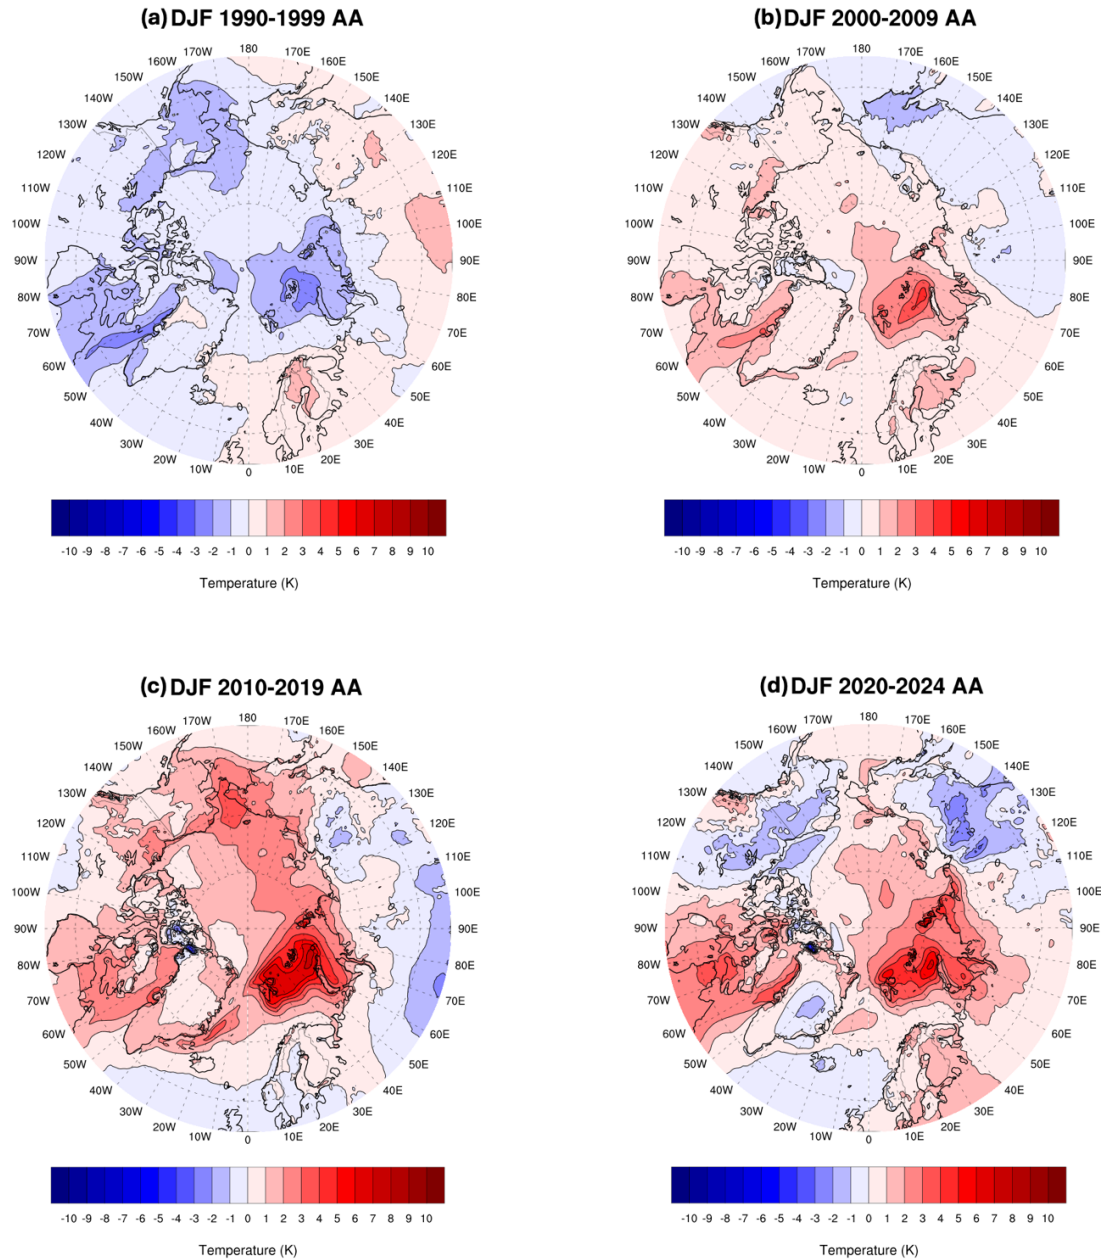 (a) DJF 1990-1999 AA
180
170W 170E
160W 160E
150W 150E
140W 140E
130W 130E
120W 120E
110W 110E
100W 100E
90W 90E
80W 80E
70W
60W 60E
50W 50E
40W 40E
30W 30E
20W 20E
10W 10E
0
-10 -9 -8 -7 -6 -5 -4 -3 -2 -1 0 1 2 3 4 5 6 7 8 9 10
Temperature (K)
(b) DJF 2000-2009 AA
180
170W 170E
160W 160E
150W 150E
140W 140E
130W 130E
120W 120E
110W 110E
100W 100E
90W 90E
80W 80E
70W 70E
60W 60E
50W 50E
40W 40E
30W 30E
20W 20E
10W 10E
0
-10 -9 -8 -7 -6 -5 -4 -3 -2 -1 0 1 2 3 4 5 6 7 8 9 10
Temperature (K)
(c) DJF 2010-2019 AA
180
170W 170E
160W 160E
150W 150E
140W 140E
130W 130E
120W 120E
110W 110E
100W 100E
90W 90E
80W 80E
70W 70E
60W 60E
50W 50E
40W 40E
30W 30E
20W 20E
10W 10E
0
-10 -9 -8 -7 -6 -5 -4 -3 -2 -1 0 1 2 3 4 5 6 7 8 9 10
Temperature (K)
(d) DJF 2020-2024 AA
180
170W 170E
160W 160E
150W 150E
140W 140E
130W 130E
120W 120E
110W 110E
100W 100E
90W 90E
80W 80E
70W 70E
60W 60E
50W 50E
40W 40E
30W 30E
20W 20E
10W 10E
0
-10 -9 -8 -7 -6 -5 -4 -3 -2 -1 0 1 2 3 4 5 6 7 8 9 10
Temperature (K)